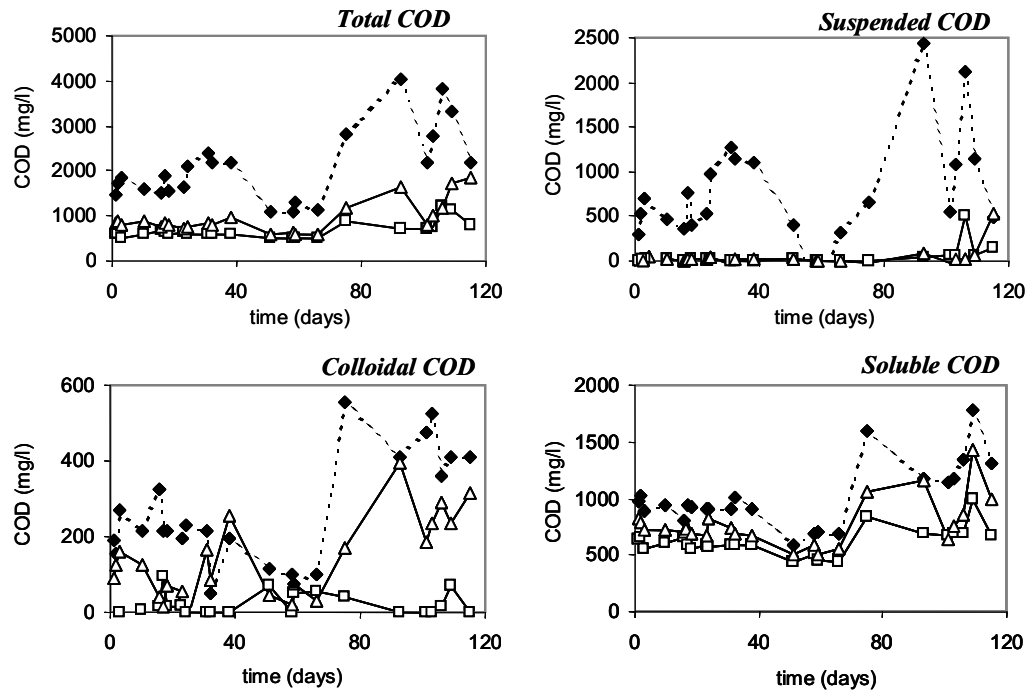 Total COD
5000
4000
3000
2000
1000
0
COD (mg/l)
0 40 80 120
time (days)
Suspended COD
2500
2000
1500
1000
500
0
COD (mg/l)
0 40 80 120
time (days)
Colloidal COD
600
400
200
0
COD (mg/l)
0 40 80 120
time (days)
Soluble COD
2000
1500
1000
500
0
COD (mg/l)
0 40 80 120
time (days)